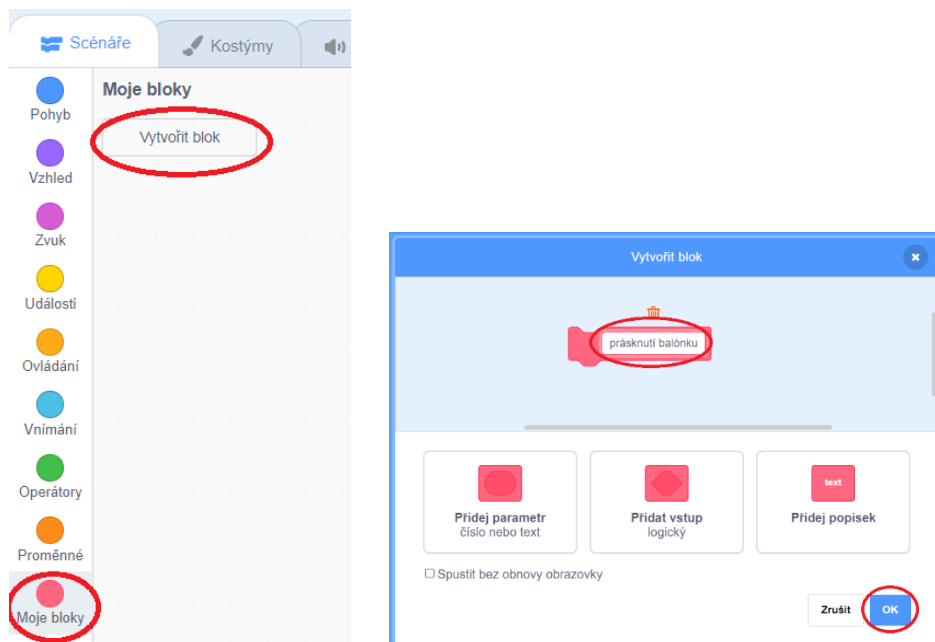 Scénáře
Kostýmy
Moje bloky
Vytvořit blok
Pohyb
Vzhled
Zvuk
Události
Ovládání
Vnímání
Operátory
Proměnné
Moje bloky
Vytvořit blok
prásknutí balónku
text
Přidej parametr
číslo nebo text
Přidat vstup
logický
Přidej popisek
Spustit bez obnovy obrazovky
Zrušit
OK